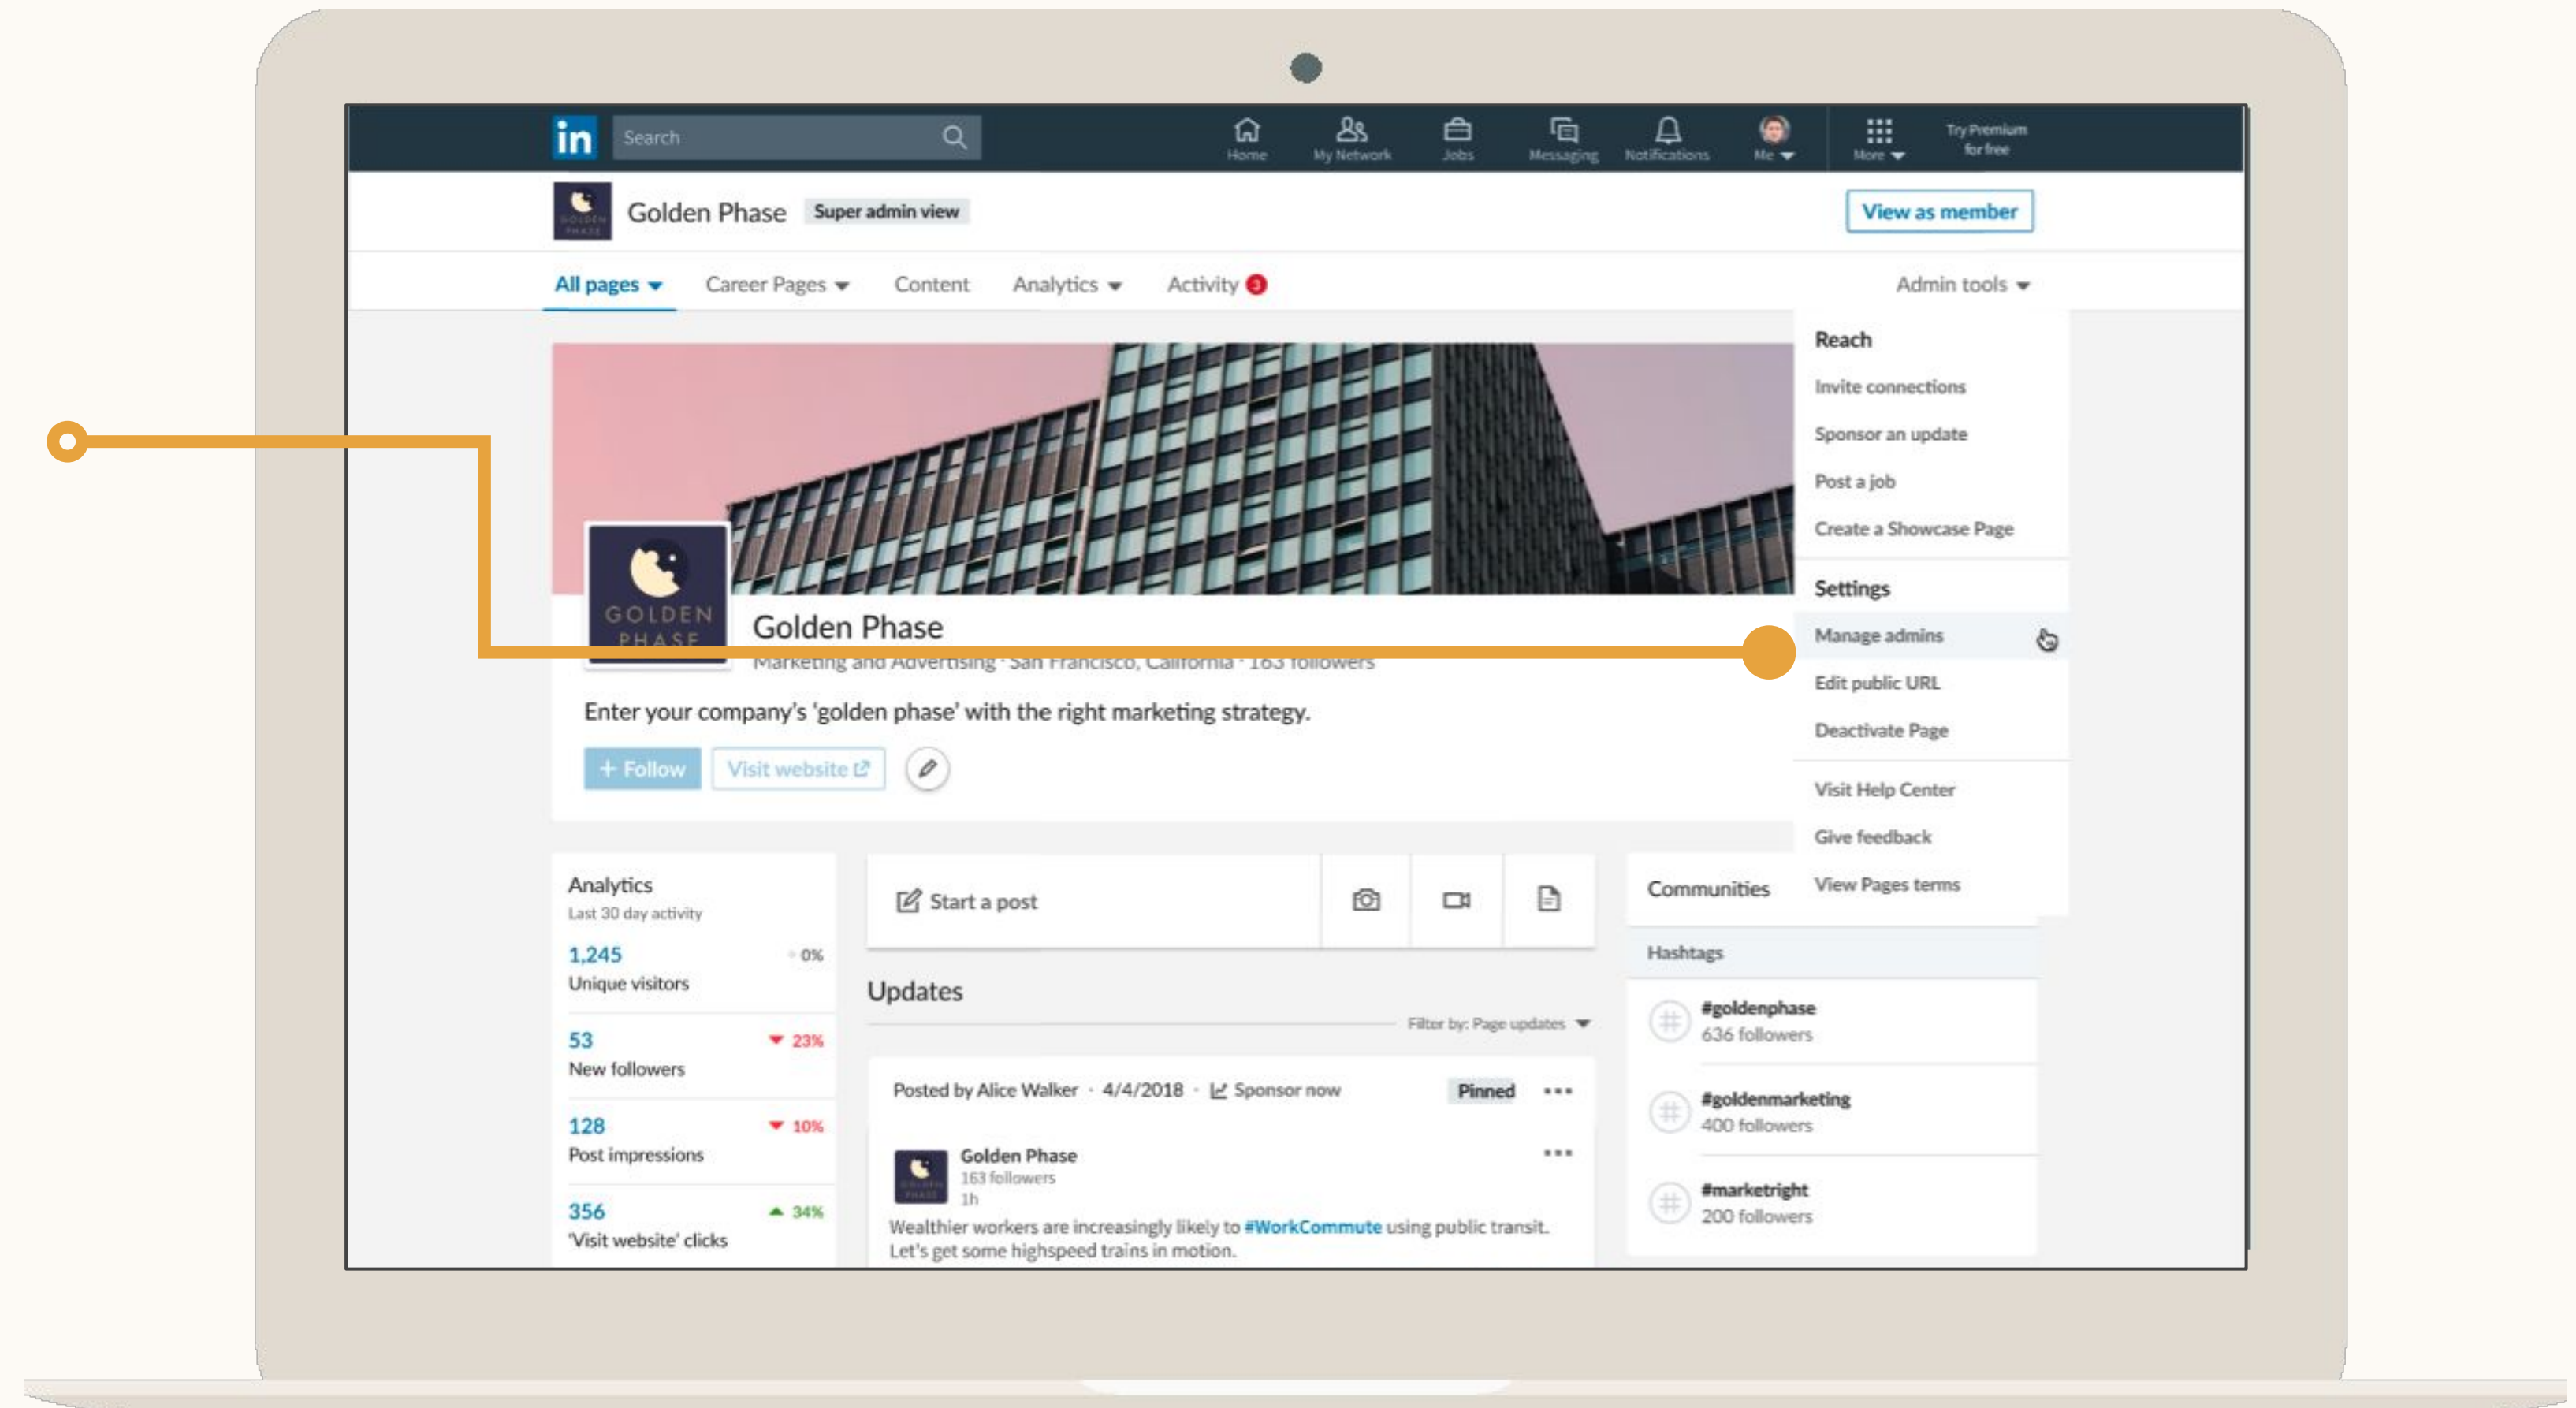 in
Search
Home
My Network
Jobs
Messaging
Notifications
Me
More
Try Premium
for free
GOLDEN
PHASE
Golden Phase
Super admin view
View as member
All pages
Career Pages
Content
Analytics
Activity 3
Admin tools
Reach
Invite connections
Sponsor an update
Post a job
Create a Showcase Page
Settings
Manage admins
Edit public URL
Deactivate Page
Visit Help Center
Give feedback
View Pages terms
GOLDEN
PHASE
Golden Phase
Marketing and Advertising · San Francisco, California · 163 followers
Enter your company's 'golden phase' with the right marketing strategy.
+ Follow
Visit website
Analytics
Last 30 day activity
1,245
0%
Unique visitors
53
23%
New followers
128
10%
Post impressions
356
34%
'Visit website' clicks
Start a post
Updates
Filter by: Page updates
Posted by Alice Walker · 4/4/2018 · Sponsor now
Pinned
GOLDEN
PHASE
Golden Phase
163 followers
1h
Wealthier workers are increasingly likely to #WorkCommute using public transit.
Let's get some highspeed trains in motion.
Communities
Hashtags
#goldenphase
636 followers
#goldenmarketing
400 followers
#marketright
200 followers